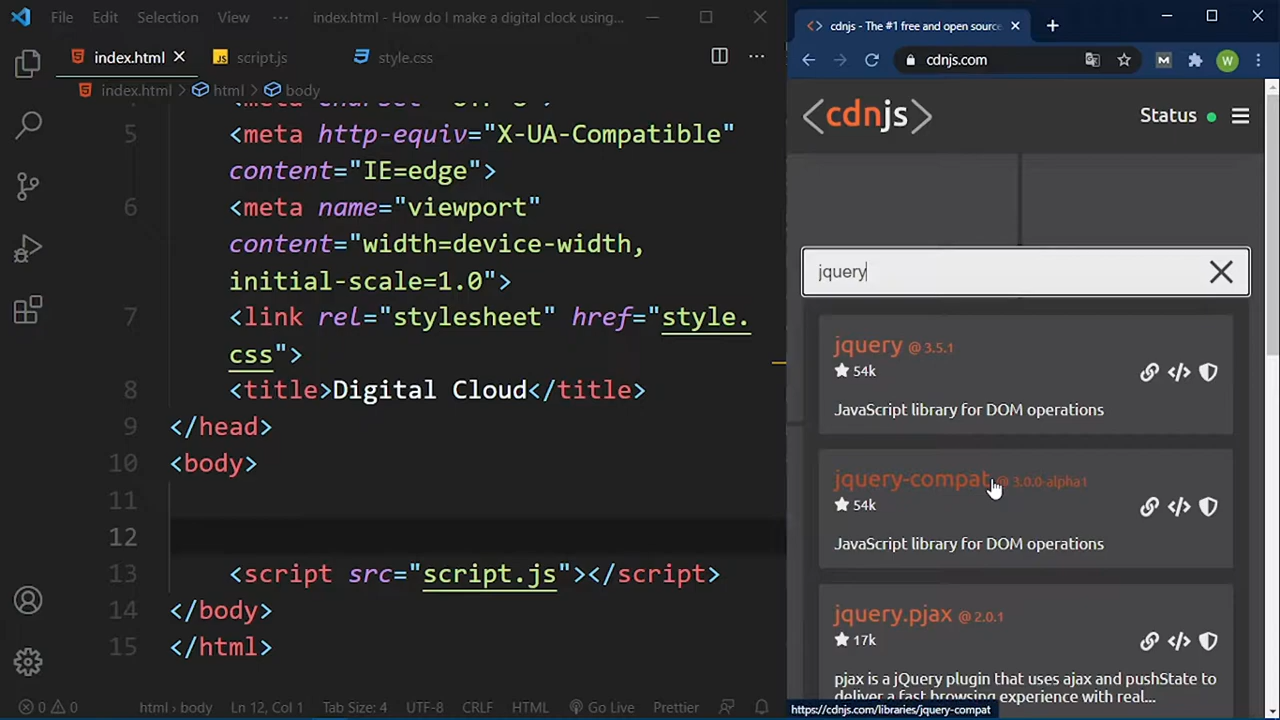 File Edit Selection View ··· index.html - How do I make a digital clock using...
index.html
script.js
style.css
index.html > html > body
5 <meta http-equiv="X-UA-Compatible"
content="IE=edge">
6 <meta name="viewport"
content="width=device-width,
initial-scale=1.0">
7 <link rel="stylesheet" href="style.
css">
8 <title>Digital Cloud</title>
9 </head>
10 <body>
11
12
13 <script src="script.js"></script>
14 </body>
15 </html>
0 0 html > body Ln 12, Col 1 Tab Size: 4 UTF-8 CRLF HTML Go Live Prettier
cdnjs - The #1 free and open source
cdnjs.com
M
W
<cdnjs>
Status
jquery
jquery @ 3.5.1
54k
JavaScript library for DOM operations
jquery-compat @ 3.0.0-alpha1
54k
JavaScript library for DOM operations
jquery.pjax @ 2.0.1
17k
pjax is a jQuery plugin that uses ajax and pushState to
deliver a fast browsing experience with real...
https://cdnjs.com/libraries/jquery-compat